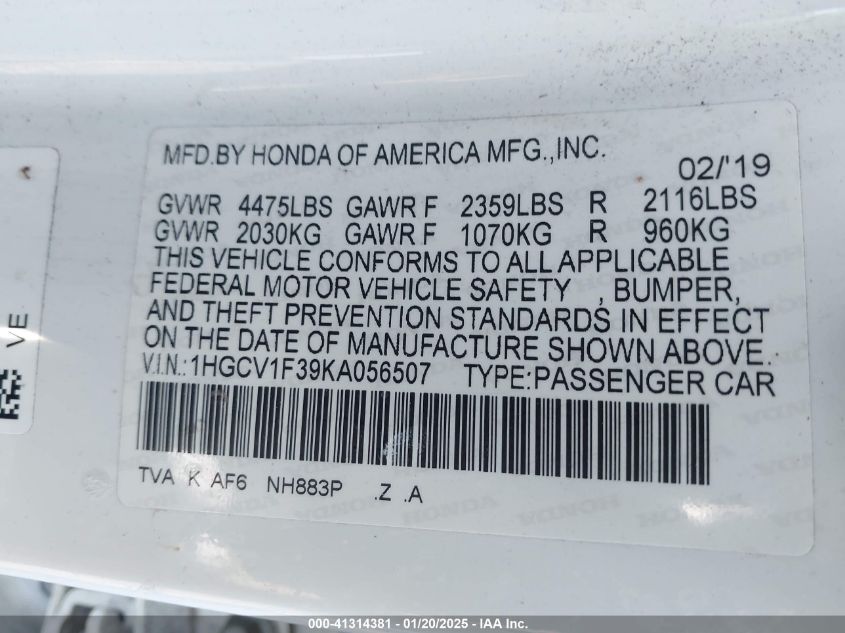 MFD.BY HONDA OF AMERICA MFG.,INC.
02/'19
GVWR 4475LBS GAWR F 2359LBS R 2116LBS
GVWR 2030KG GAWR F 1070KG R 960KG
THIS VEHICLE CONFORMS TO ALL APPLICABLE
FEDERAL MOTOR VEHICLE SAFETY , BUMPER,
AND THEFT PREVENTION STANDARDS IN EFFECT
ON THE DATE OF MANUFACTURE SHOWN ABOVE.
V.I.N.:1HGCV1F39KA056507 TYPE:PASSENGER CAR
TVA K AF6 NH883P .Z .A
VE
000-41314381 - 01/20/2025 - IAA Inc.